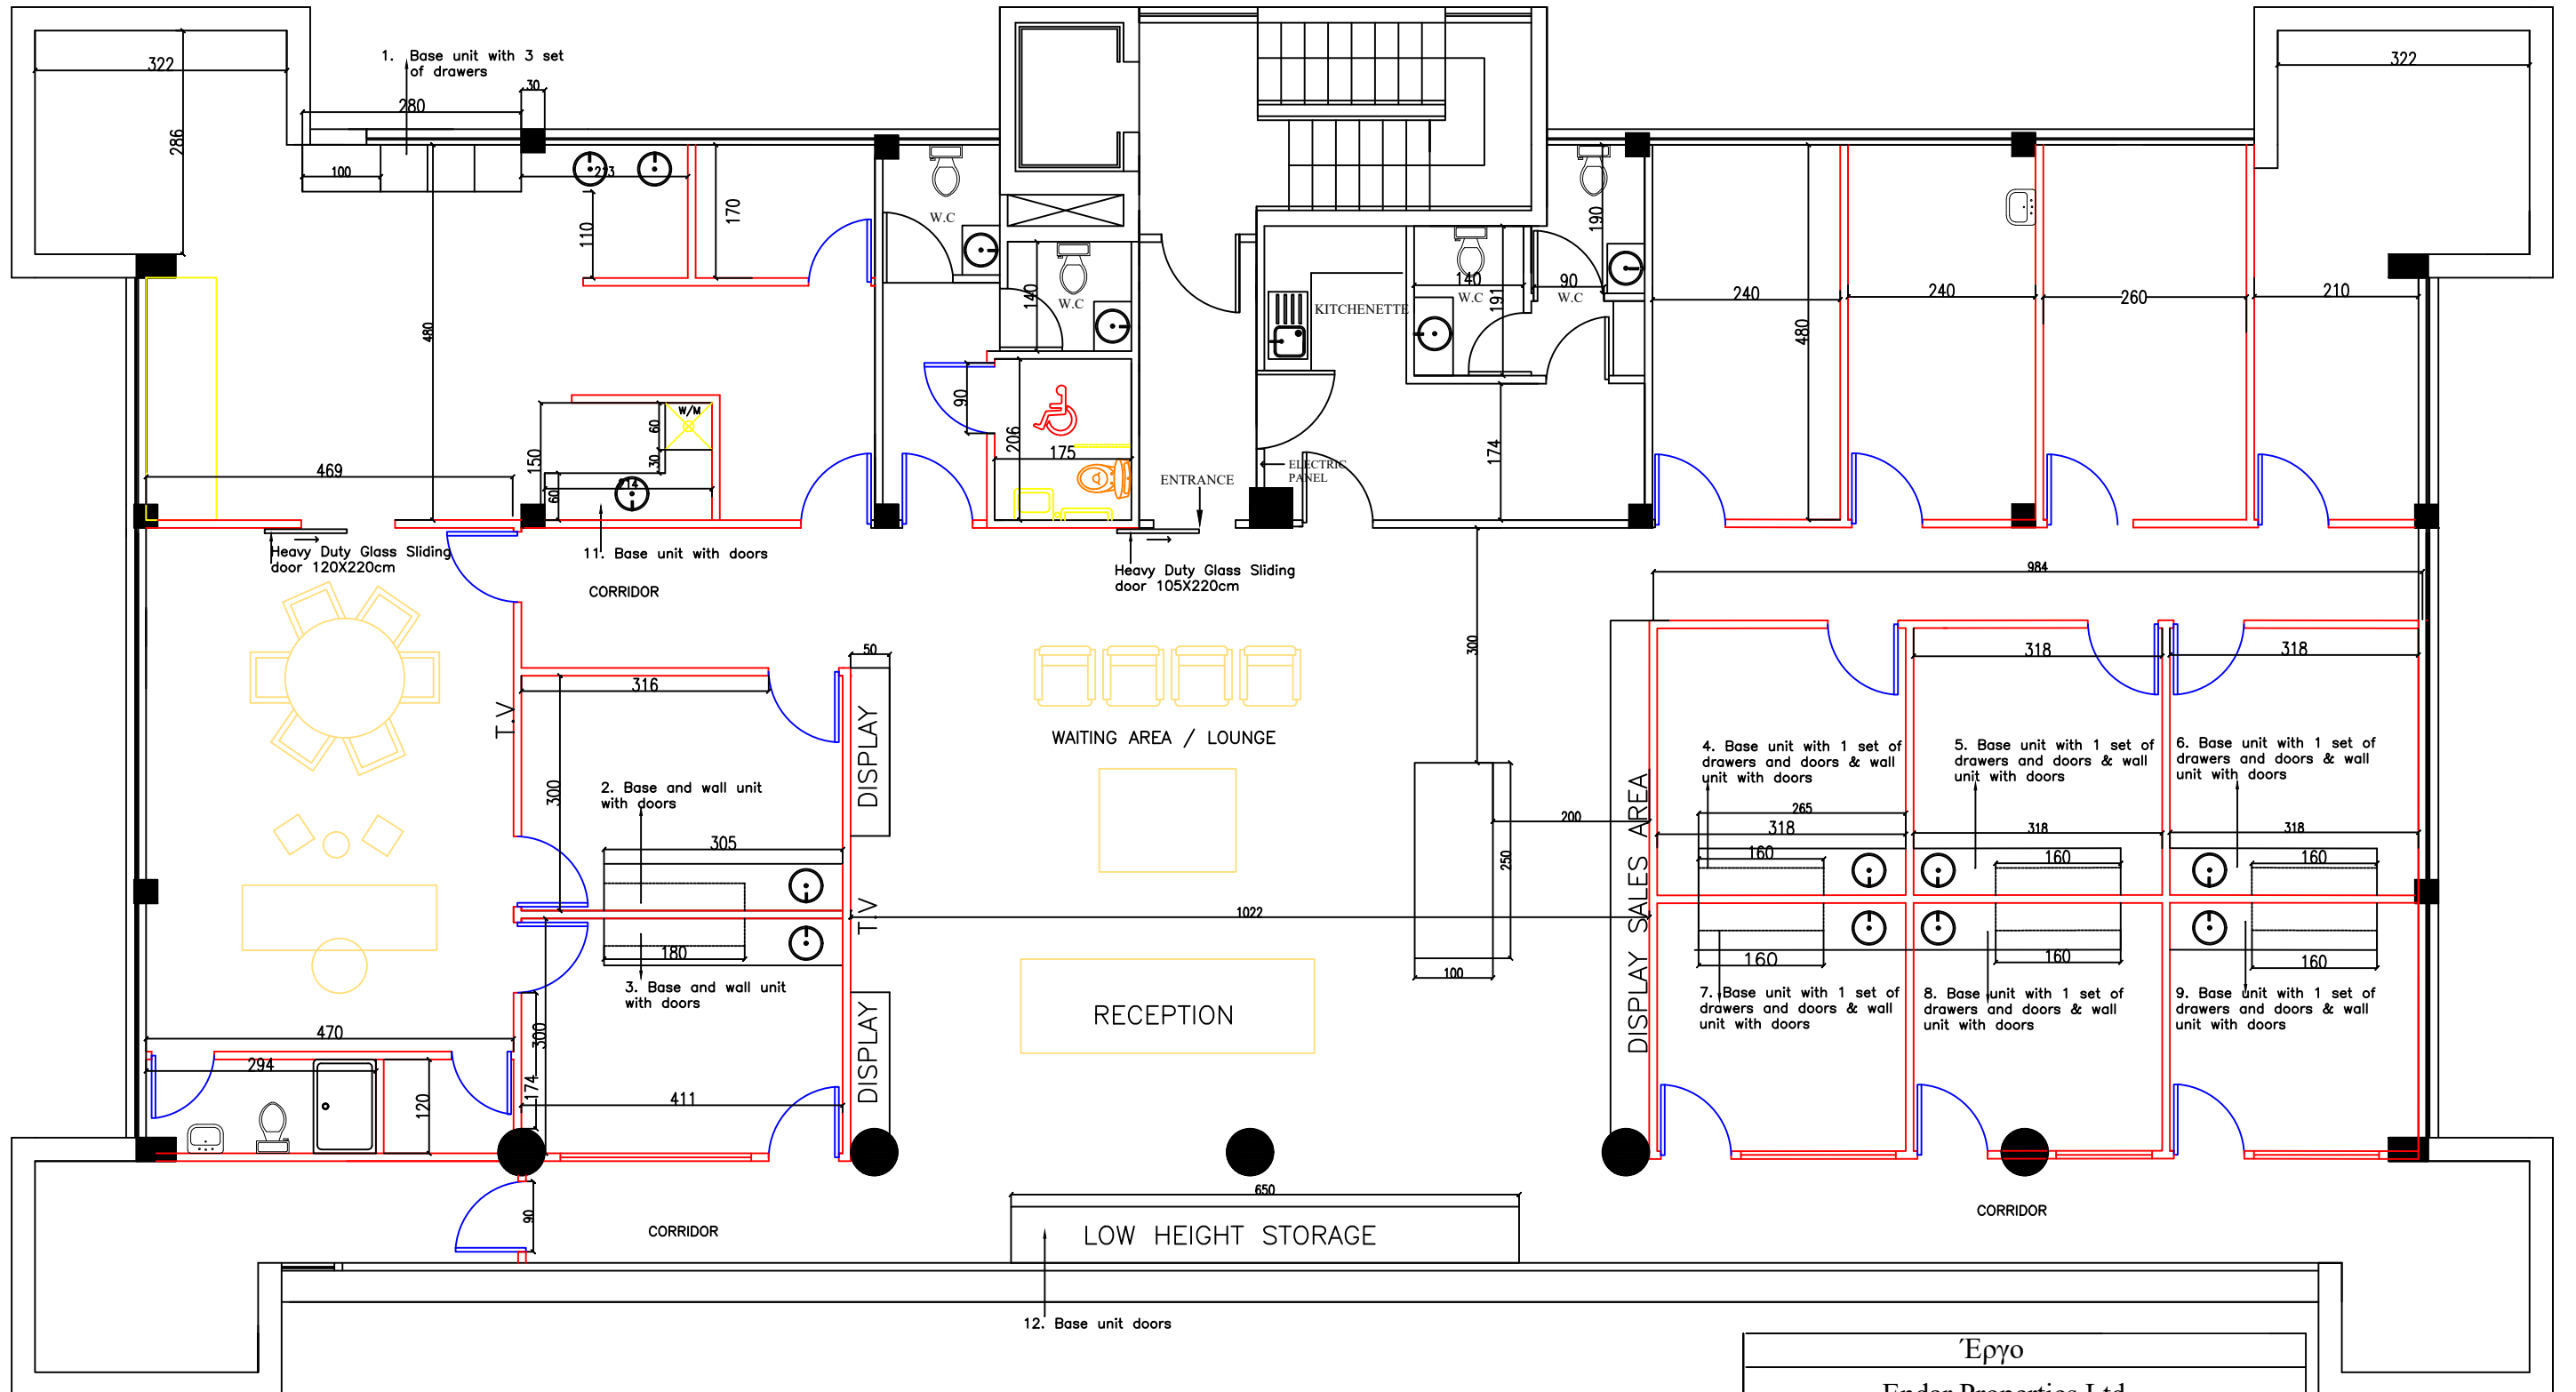 322
1. Base unit with 3 set
of drawers
30
280
286
100
213
110
170
W.C
W.C
140
480
469
90
206
175
W/M
60
30
150
214
60
KITCHENETTE
140
W.C
191
90
W.C
190
174
ENTRANCE
ELECTRIC
PANEL
240
480
240
260
210
322
Heavy Duty Glass Sliding
door 120X220cm
11. Base unit with doors
CORRIDOR
Heavy Duty Glass Sliding
door 105X220cm
984
300
50
316
T.V
DISPLAY
WAITING AREA / LOUNGE
300
2. Base and wall unit
with doors
305
180
3. Base and wall unit
with doors
T.V
1022
DISPLAY
RECEPTION
200
250
100
DISPLAY SALES AREA
318
318
4. Base unit with 1 set of
drawers and doors & wall
unit with doors
5. Base unit with 1 set of
drawers and doors & wall
unit with doors
6. Base unit with 1 set of
drawers and doors & wall
unit with doors
265
318
318
318
160
160
160
160
160
160
7. Base unit with 1 set of
drawers and doors & wall
unit with doors
8. Base unit with 1 set of
drawers and doors & wall
unit with doors
9. Base unit with 1 set of
drawers and doors & wall
unit with doors
470
294
120
300
174
411
90
CORRIDOR
650
LOW HEIGHT STORAGE
CORRIDOR
12. Base unit doors
Έργο
Properties Ltd